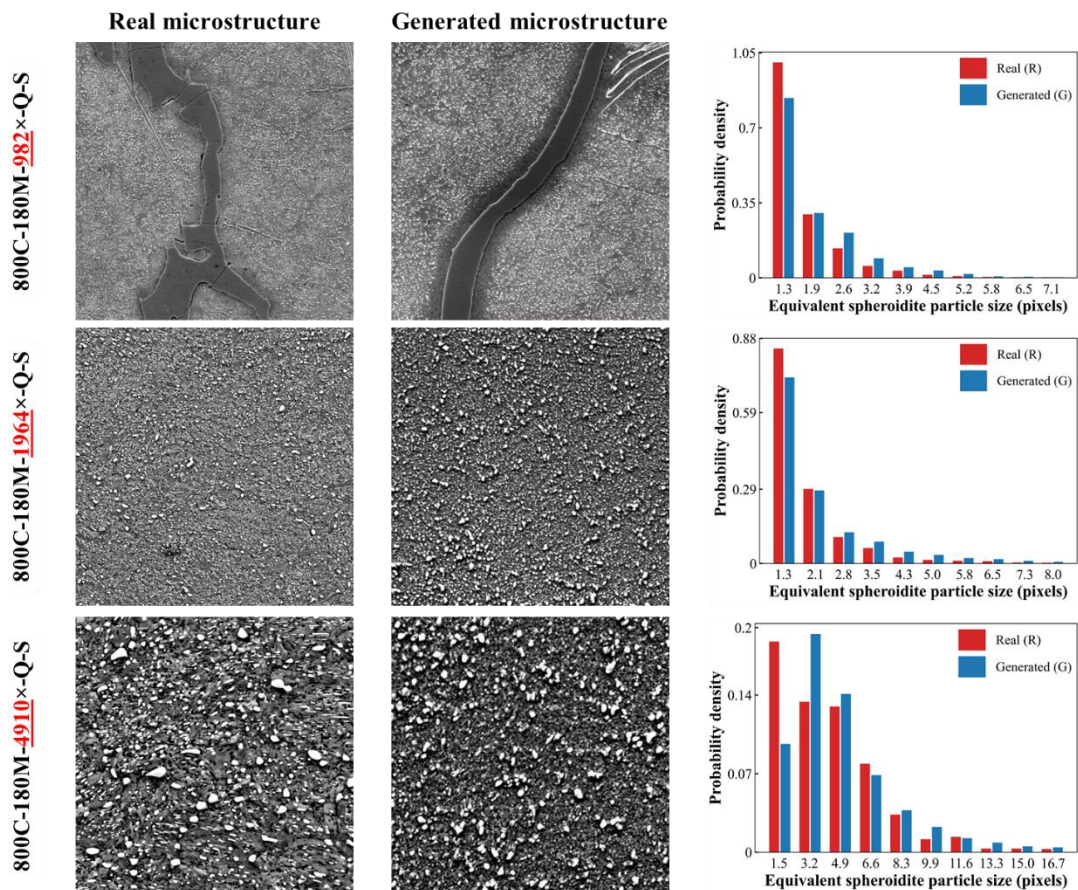 Real microstructure
Generated microstructure
800C-180M-982×-Q-S
1.05
0.7
0.35
0
Probability density
Real (R)
Generated (G)
1.3 1.9 2.6 3.2 3.9 4.5 5.2 5.8 6.5 7.1
Equivalent spheroidite particle size (pixels)
800C-180M-1964×-Q-S
0.88
0.59
0.29
0
Probability density
Real (R)
Generated (G)
1.3 2.1 2.8 3.5 4.3 5.0 5.8 6.5 7.3 8.0
Equivalent spheroidite particle size (pixels)
800C-180M-4910×-Q-S
0.2
0.14
0.07
0
Probability density
Real (R)
Generated (G)
1.5 3.2 4.9 6.6 8.3 9.9 11.6 13.3 15.0 16.7
Equivalent spheroidite particle size (pixels)